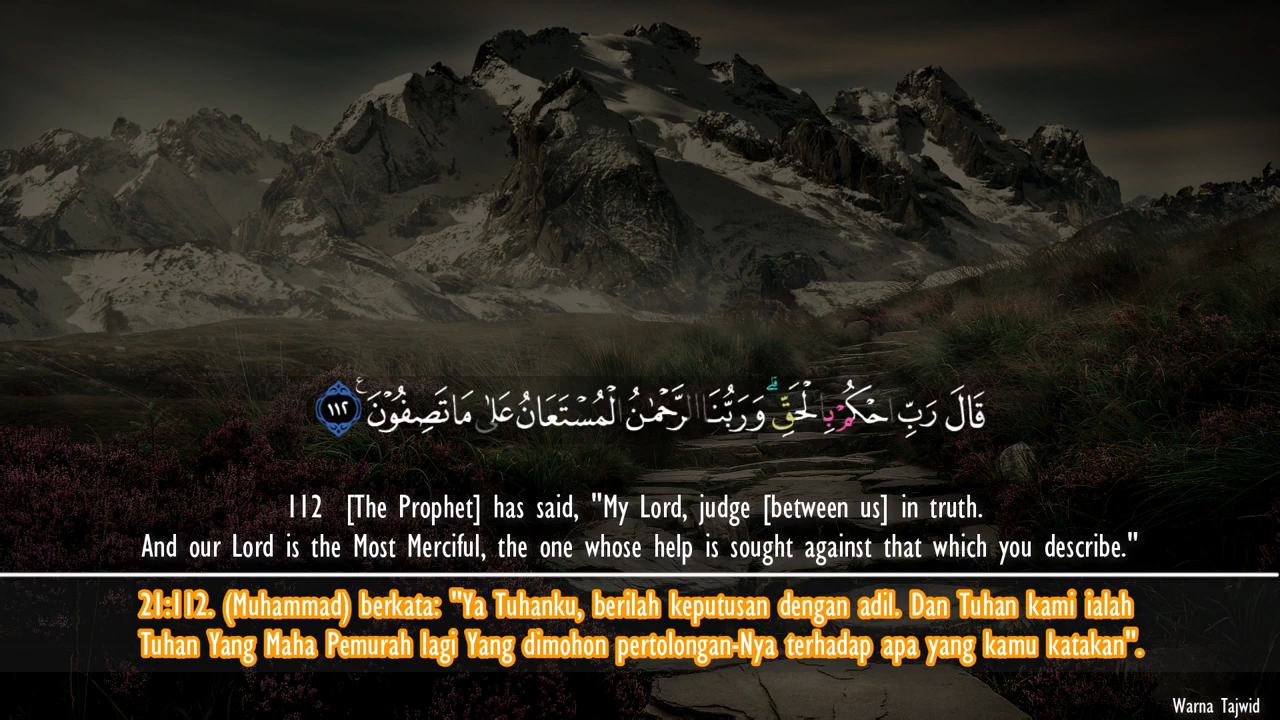 قَالَ رَبِّ احْكُمْ بِالْحَقِّ ۗ وَرَبُّنَا الرَّحْمٰنُ الْمُسْتَعَانُ عَلٰى مَا تَصِفُوْنَ ࣖ ١١٢
112 [The Prophet] has said, "My Lord, judge [between us] in truth.
And our Lord is the Most Merciful, the one whose help is sought against that which you describe."
21:112. (Muhammad) berkata: "Ya Tuhanku, berilah keputusan dengan adil. Dan Tuhan kami ialah
Tuhan Yang Maha Pemurah lagi Yang dimohon pertolongan-Nya terhadap apa yang kamu katakan".
Warna Tajwid